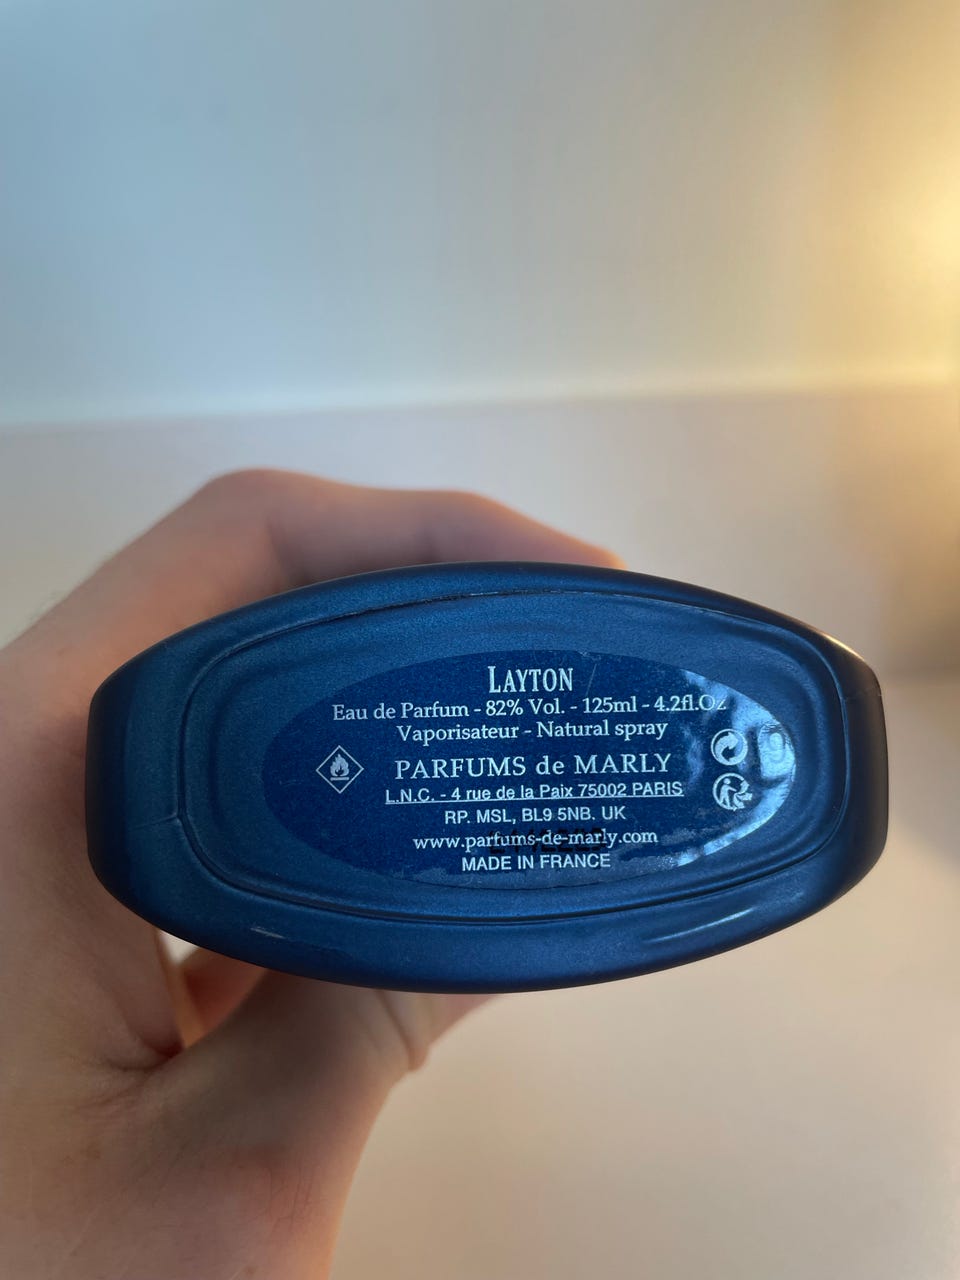 LAYTON
Eau de Parfum - 82% Vol. - 125ml - 4.2fl.Oz
Vaporisateur - Natural spray
PARFUMS de MARLY
L.N.C. - 4 rue de la Paix 75002 PARIS
RP. MSL, BL9 5NB. UK
www.parfums-de-marly.com
MADE IN FRANCE